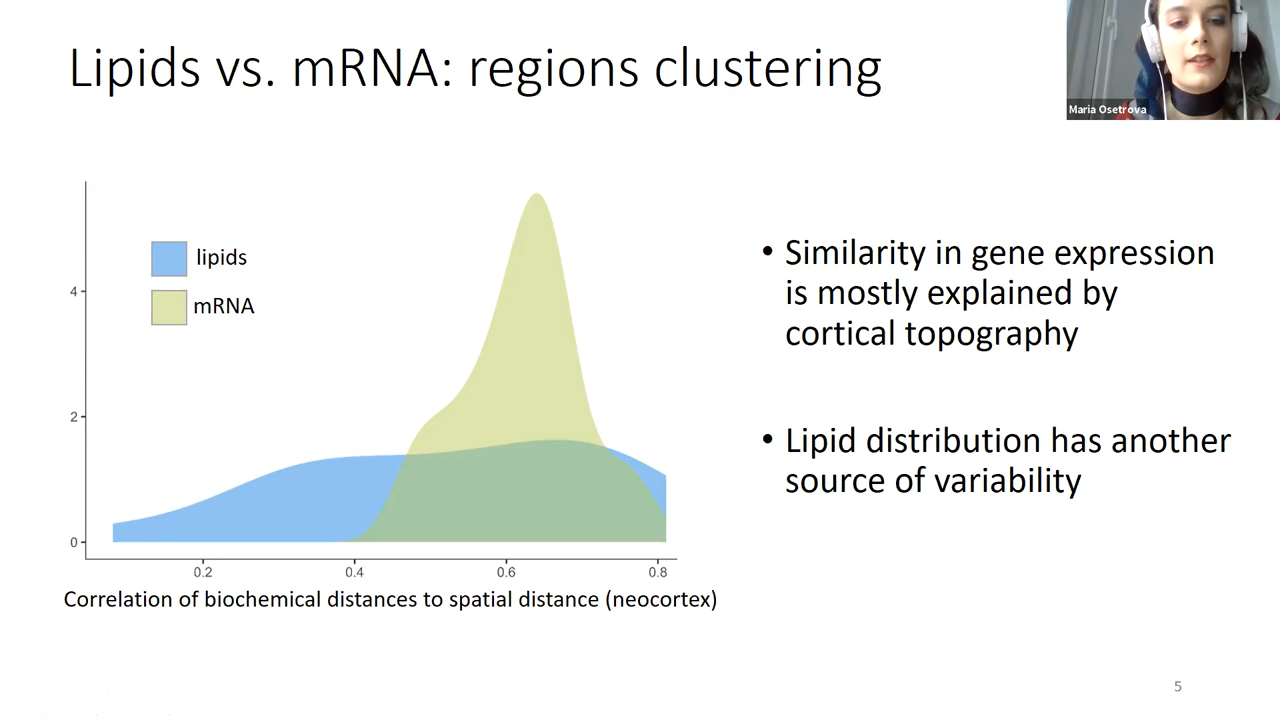 Lipids vs. mRNA: regions clustering
Maria Osetrova
lipids
mRNA
4
2
0
0.2 0.4 0.6 0.8
Correlation of biochemical distances to spatial distance (neocortex)
• Similarity in gene expression
is mostly explained by
cortical topography
• Lipid distribution has another
source of variability
5